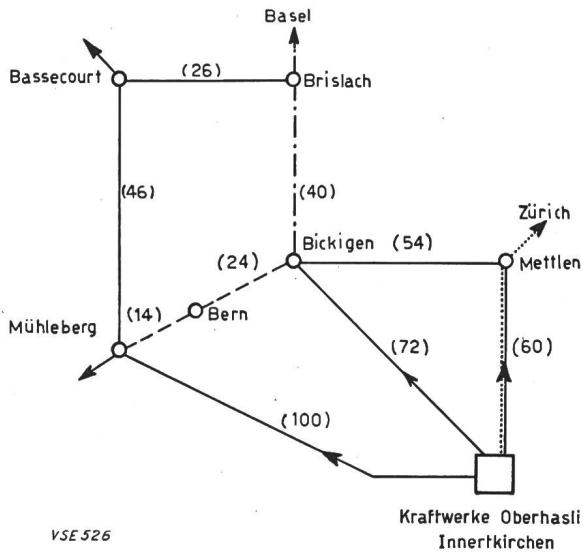 Basel
Bassecourt
(26)
Brislach
(46)
(40)
Zürich
Bickigen
(54)
Mettlen
(24)
(14)
Bern
Mühleberg
(72)
(60)
(100)
Kraftwerke Oberhasli
Innertkirchen
VSE 526